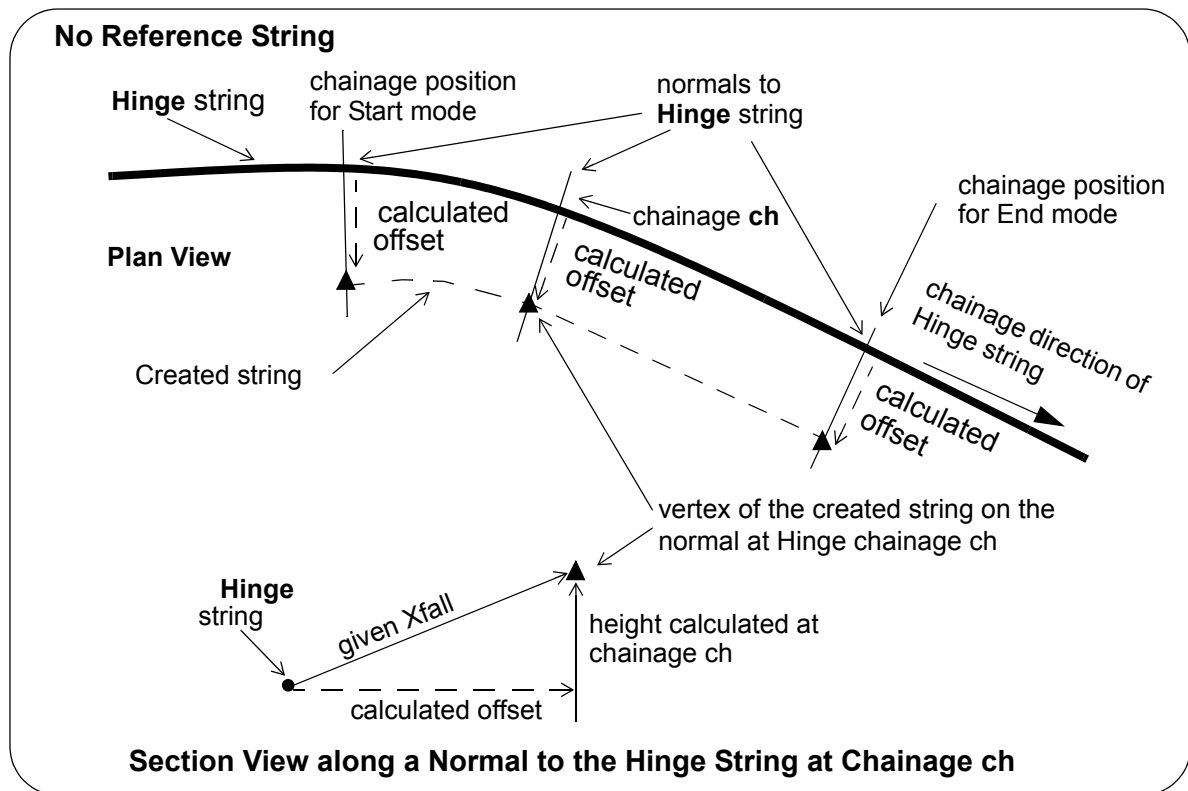 No Reference String
Hinge string
chainage position
for Start mode
normals to
Hinge string
chainage position
for End mode
chainage ch
calculated
offset
Plan View
calculated
offset
chainage direction of
Hinge string
Created string
calculated
offset
vertex of the created string on the
normal at Hinge chainage ch
Hinge
string
given Xfall
height calculated at
chainage ch
calculated offset
Section View along a Normal to the Hinge String at Chainage ch